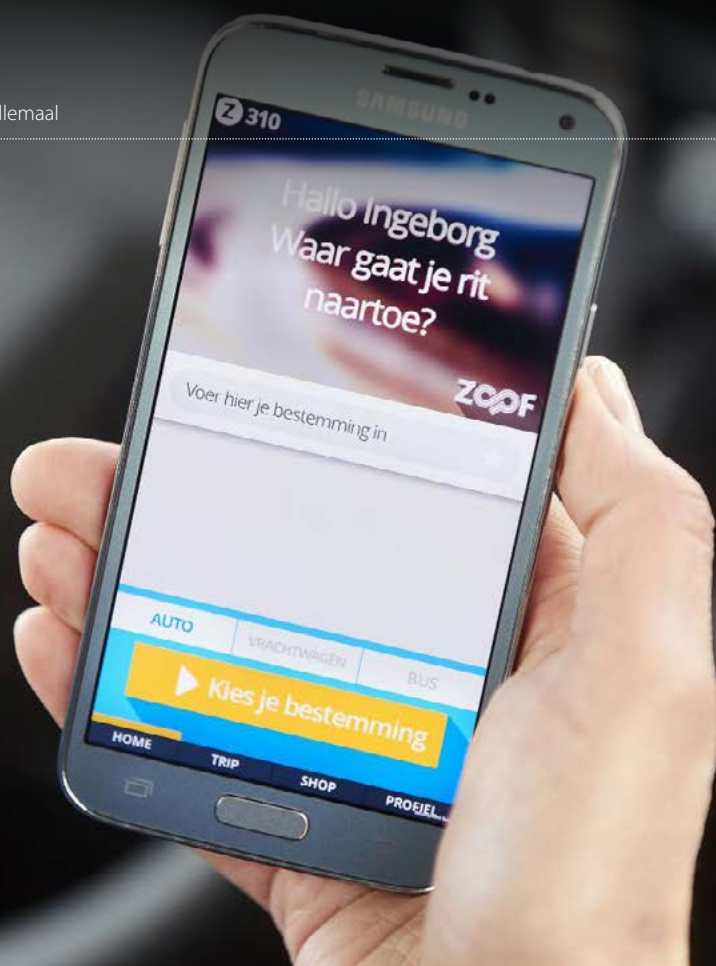 llemaal
SAMSUNG
Z 310
Hallo Ingeborg
Waar gaat je rit
naartoe?
ZOOF
Voer hier je bestemming in
AUTO
VRACHTWAGEN
BUS
Kies je bestemming
HOME
TRIP
SHOP
PROFIEL